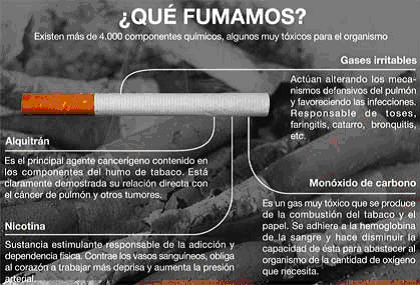 ¿QUÉ FUMAMOS?
Existen más de 4.000 componentes químicos, algunos muy tóxicos para el organismo
Gases irritables
Actúan alterando los meca-
nismos defensivos del pulmón
y favoreciendo las infecciones.
Responsable de toses,
faringitis, catarro, bronquitis,
etc.
Alquitrán
Es el principal agente cancerígeno contenido en
los componentes del humo de tabaco. Está
claramente demostrada su relación directa con
el cáncer de pulmón y otros tumores.
Monóxido de carbono
Es un gas muy tóxico que se produce
de la combustión del tabaco y el
papel. Se adhiere a la hemoglobina
de la sangre y hace disminuir la
capacidad de ésta para abastecer al
organismo de la cantidad de oxígeno
que necesita.
Nicotina
Sustancia estimulante responsable de la adicción y
dependencia física. Contrae los vasos sanguíneos, obliga
al corazón a trabajar más deprisa y aumenta la presión
arterial.